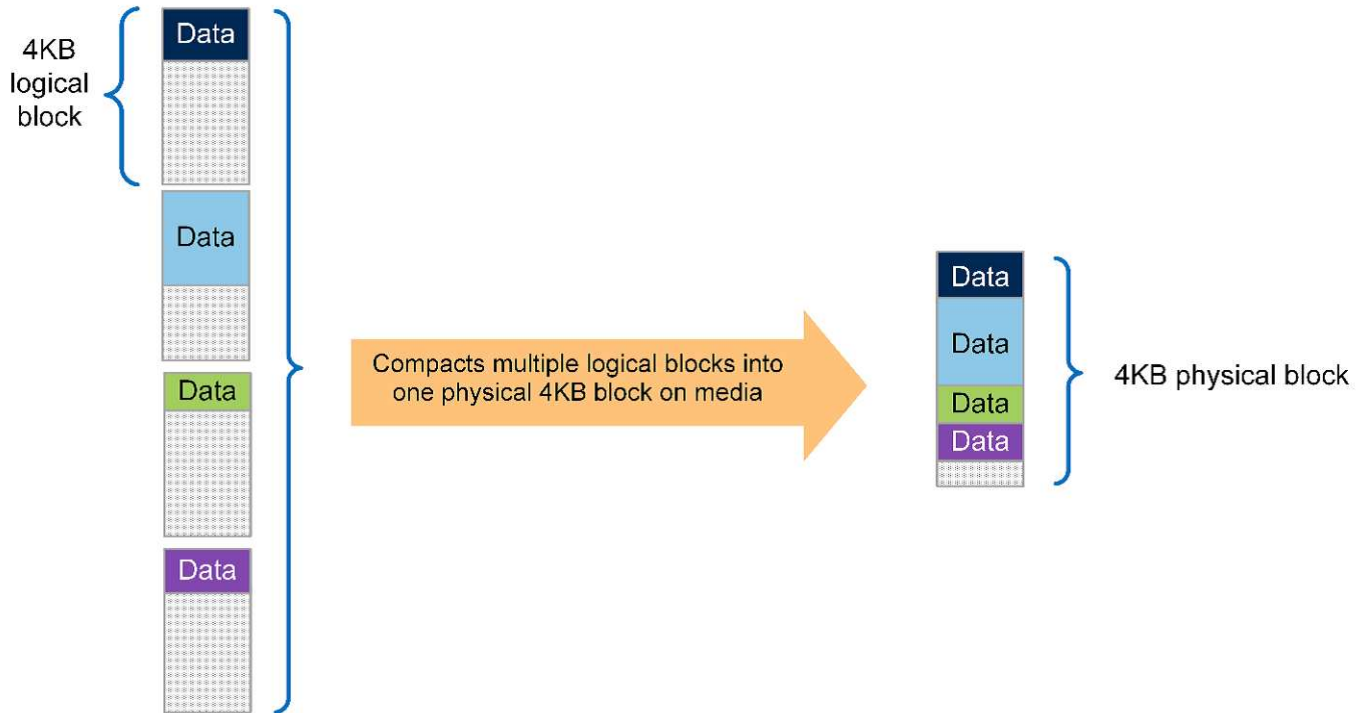 4KB
logical
block
Data
Data
Data
Data
Compacts multiple logical blocks into
one physical 4KB block on media
Data
Data
Data
Data
4KB physical block